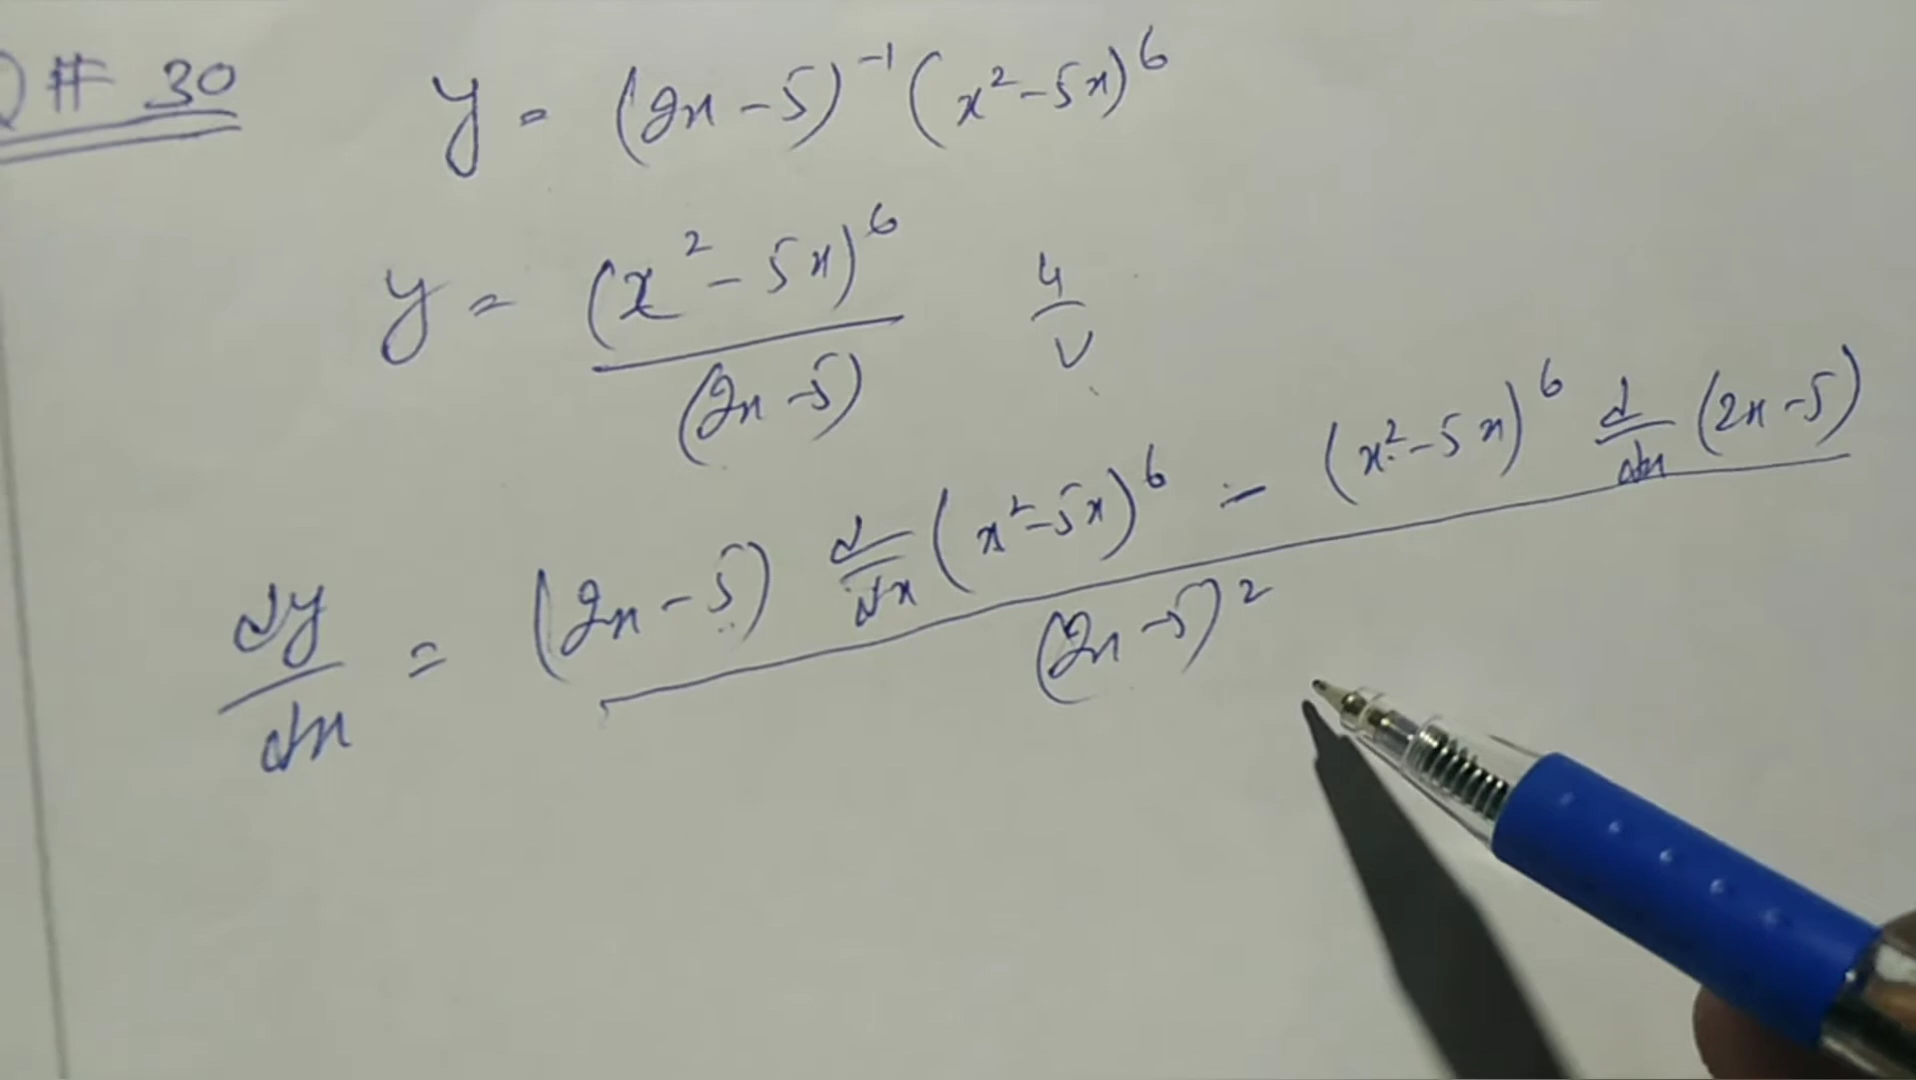 Q # 30
y = (2x - 5)⁻¹ (x² - 5x)⁶
y = (x² - 5x)⁶ / (2x - 5)    u / v
dy/dx = [(2x - 5) d/dx (x² - 5x)⁶ - (x² - 5x)⁶ d/dx (2x - 5)] / (2x - 5)²